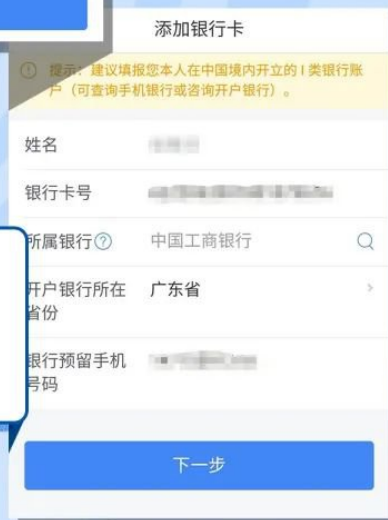 添加银行卡
提示：建议填报您本人在中国境内开立的I类银行账
户（可查询手机银行或咨询开户银行）。
姓名
银行卡号
所属银行
中国工商银行
开户银行所在
省份
广东省
银行预留手机
号码
下一步